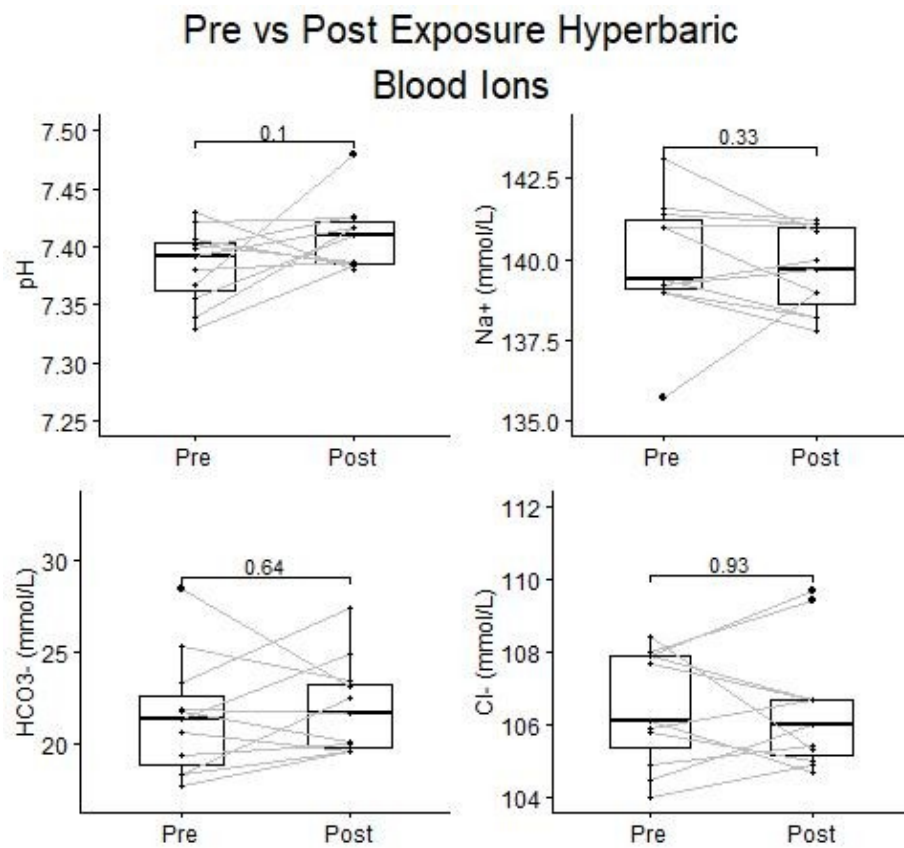 Pre vs Post Exposure Hyperbaric
Blood Ions
pH
7.50
7.45
7.40
7.35
7.30
7.25
0.1
Pre Post
Na+ (mmol/L)
142.5
140.0
137.5
135.0
0.33
Pre Post
HCO3- (mmol/L)
30
25
20
0.64
Pre Post
Cl- (mmol/L)
112
110
108
106
104
0.93
Pre Post